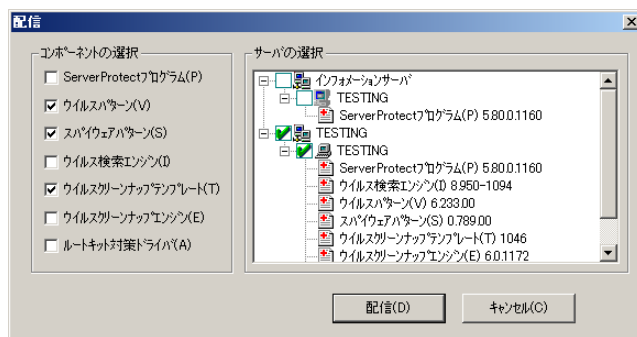 配信
コンポーネントの選択
ServerProtectプログラム(P)
ウイルスパターン(V)
スパイウェアパターン(S)
ウイルス検索エンジン(I)
ウイルスクリーンナップテンプレート(T)
ウイルスクリーンナップエンジン(E)
ルートキット対策ドライバ(A)
サーバの選択
インフォメーションサーバ
TESTING
ServerProtectプログラム(P) 5.80.0.1160
TESTING
TESTING
ServerProtectプログラム(P) 5.80.0.1160
ウイルス検索エンジン(I) 8.950-1094
ウイルスパターン(V) 6.233.00
スパイウェアパターン(S) 0.789.00
ウイルスクリーンナップテンプレート(T) 1046
ウイルスクリーンナップエンジン(E) 6.0.1172
配信(D)
キャンセル(C)